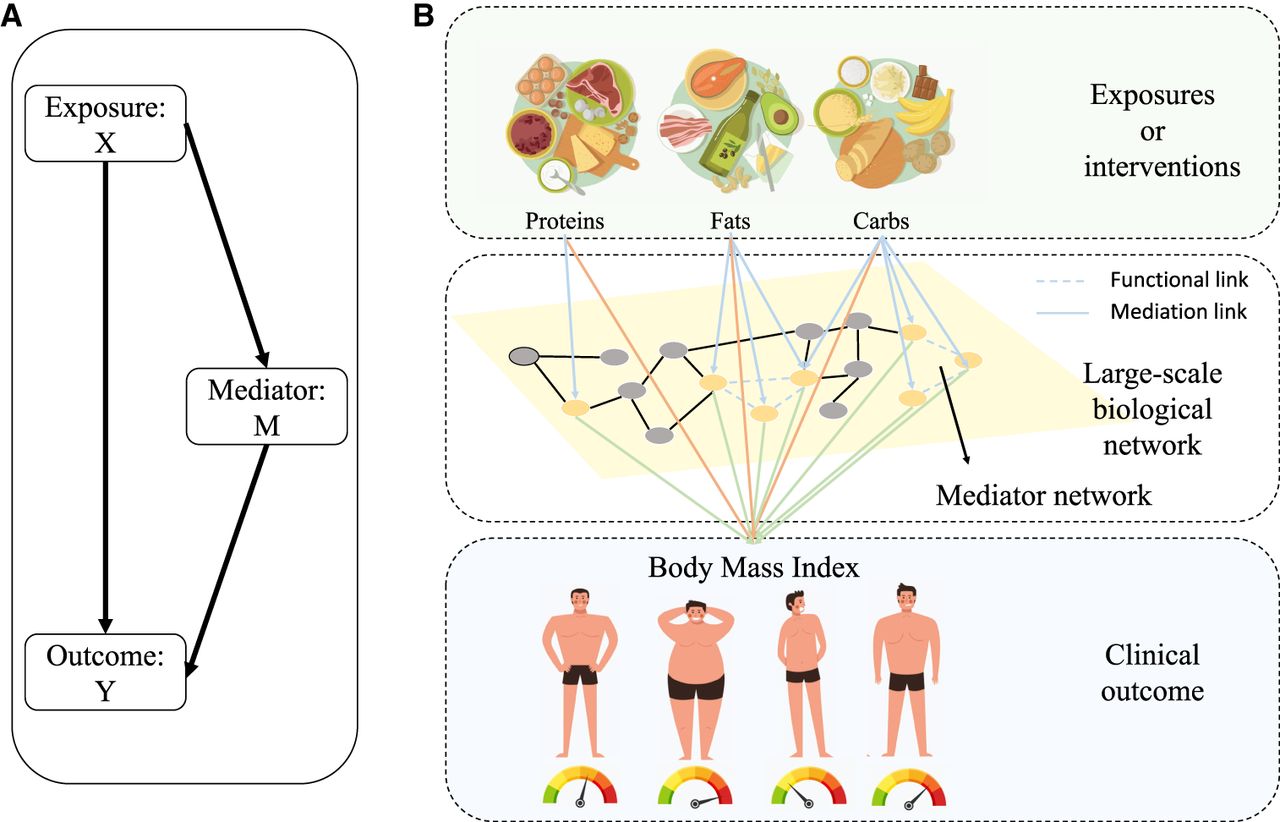 A
Exposure:
X
Mediator:
M
Outcome:
Y
B
Exposures
or
interventions
Proteins
Fats
Carbs
Functional link
Mediation link
Large-scale
biological
network
Mediator network
Body Mass Index
Clinical
outcome